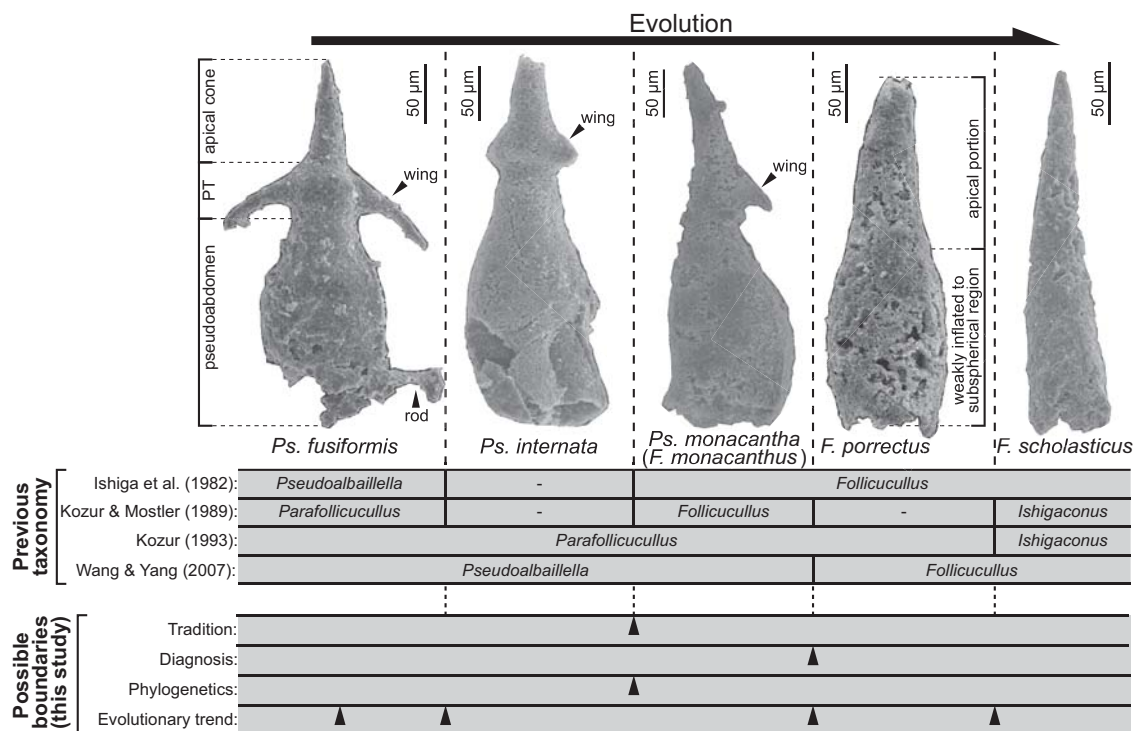 Evolution
apical cone
PT
pseudoabdomen
50 µm
wing
rod
50 µm
wing
50 µm
wing
50 µm
apical portion
weakly inflated to
subspherical region
50 µm
Ps. fusiformis
Ps. internata
Ps. monacantha
(F. monacanthus)
F. porrectus
F. scholasticus
Previous
taxonomy
Ishiga et al. (1982): Pseudoalbaillella - Follicucullus
Kozur & Mostler (1989): Parafollicucullus - Follicucullus - Ishigaconus
Kozur (1993): Parafollicucullus Ishigaconus
Wang & Yang (2007): Pseudoalbaillella Follicucullus
Possible
boundaries
(this study)
Tradition:
Diagnosis:
Phylogenetics:
Evolutionary trend: